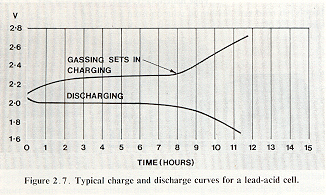 V
2·8
2·6
2·4
2·2
2·0
1·8
1·6
GASSING SETS IN
CHARGING
DISCHARGING
0 1 2 3 4 5 6 7 8 9 10 11 12 13 14 15
TIME (HOURS)
Figure 2.7. Typical charge and discharge curves for a lead-acid cell.